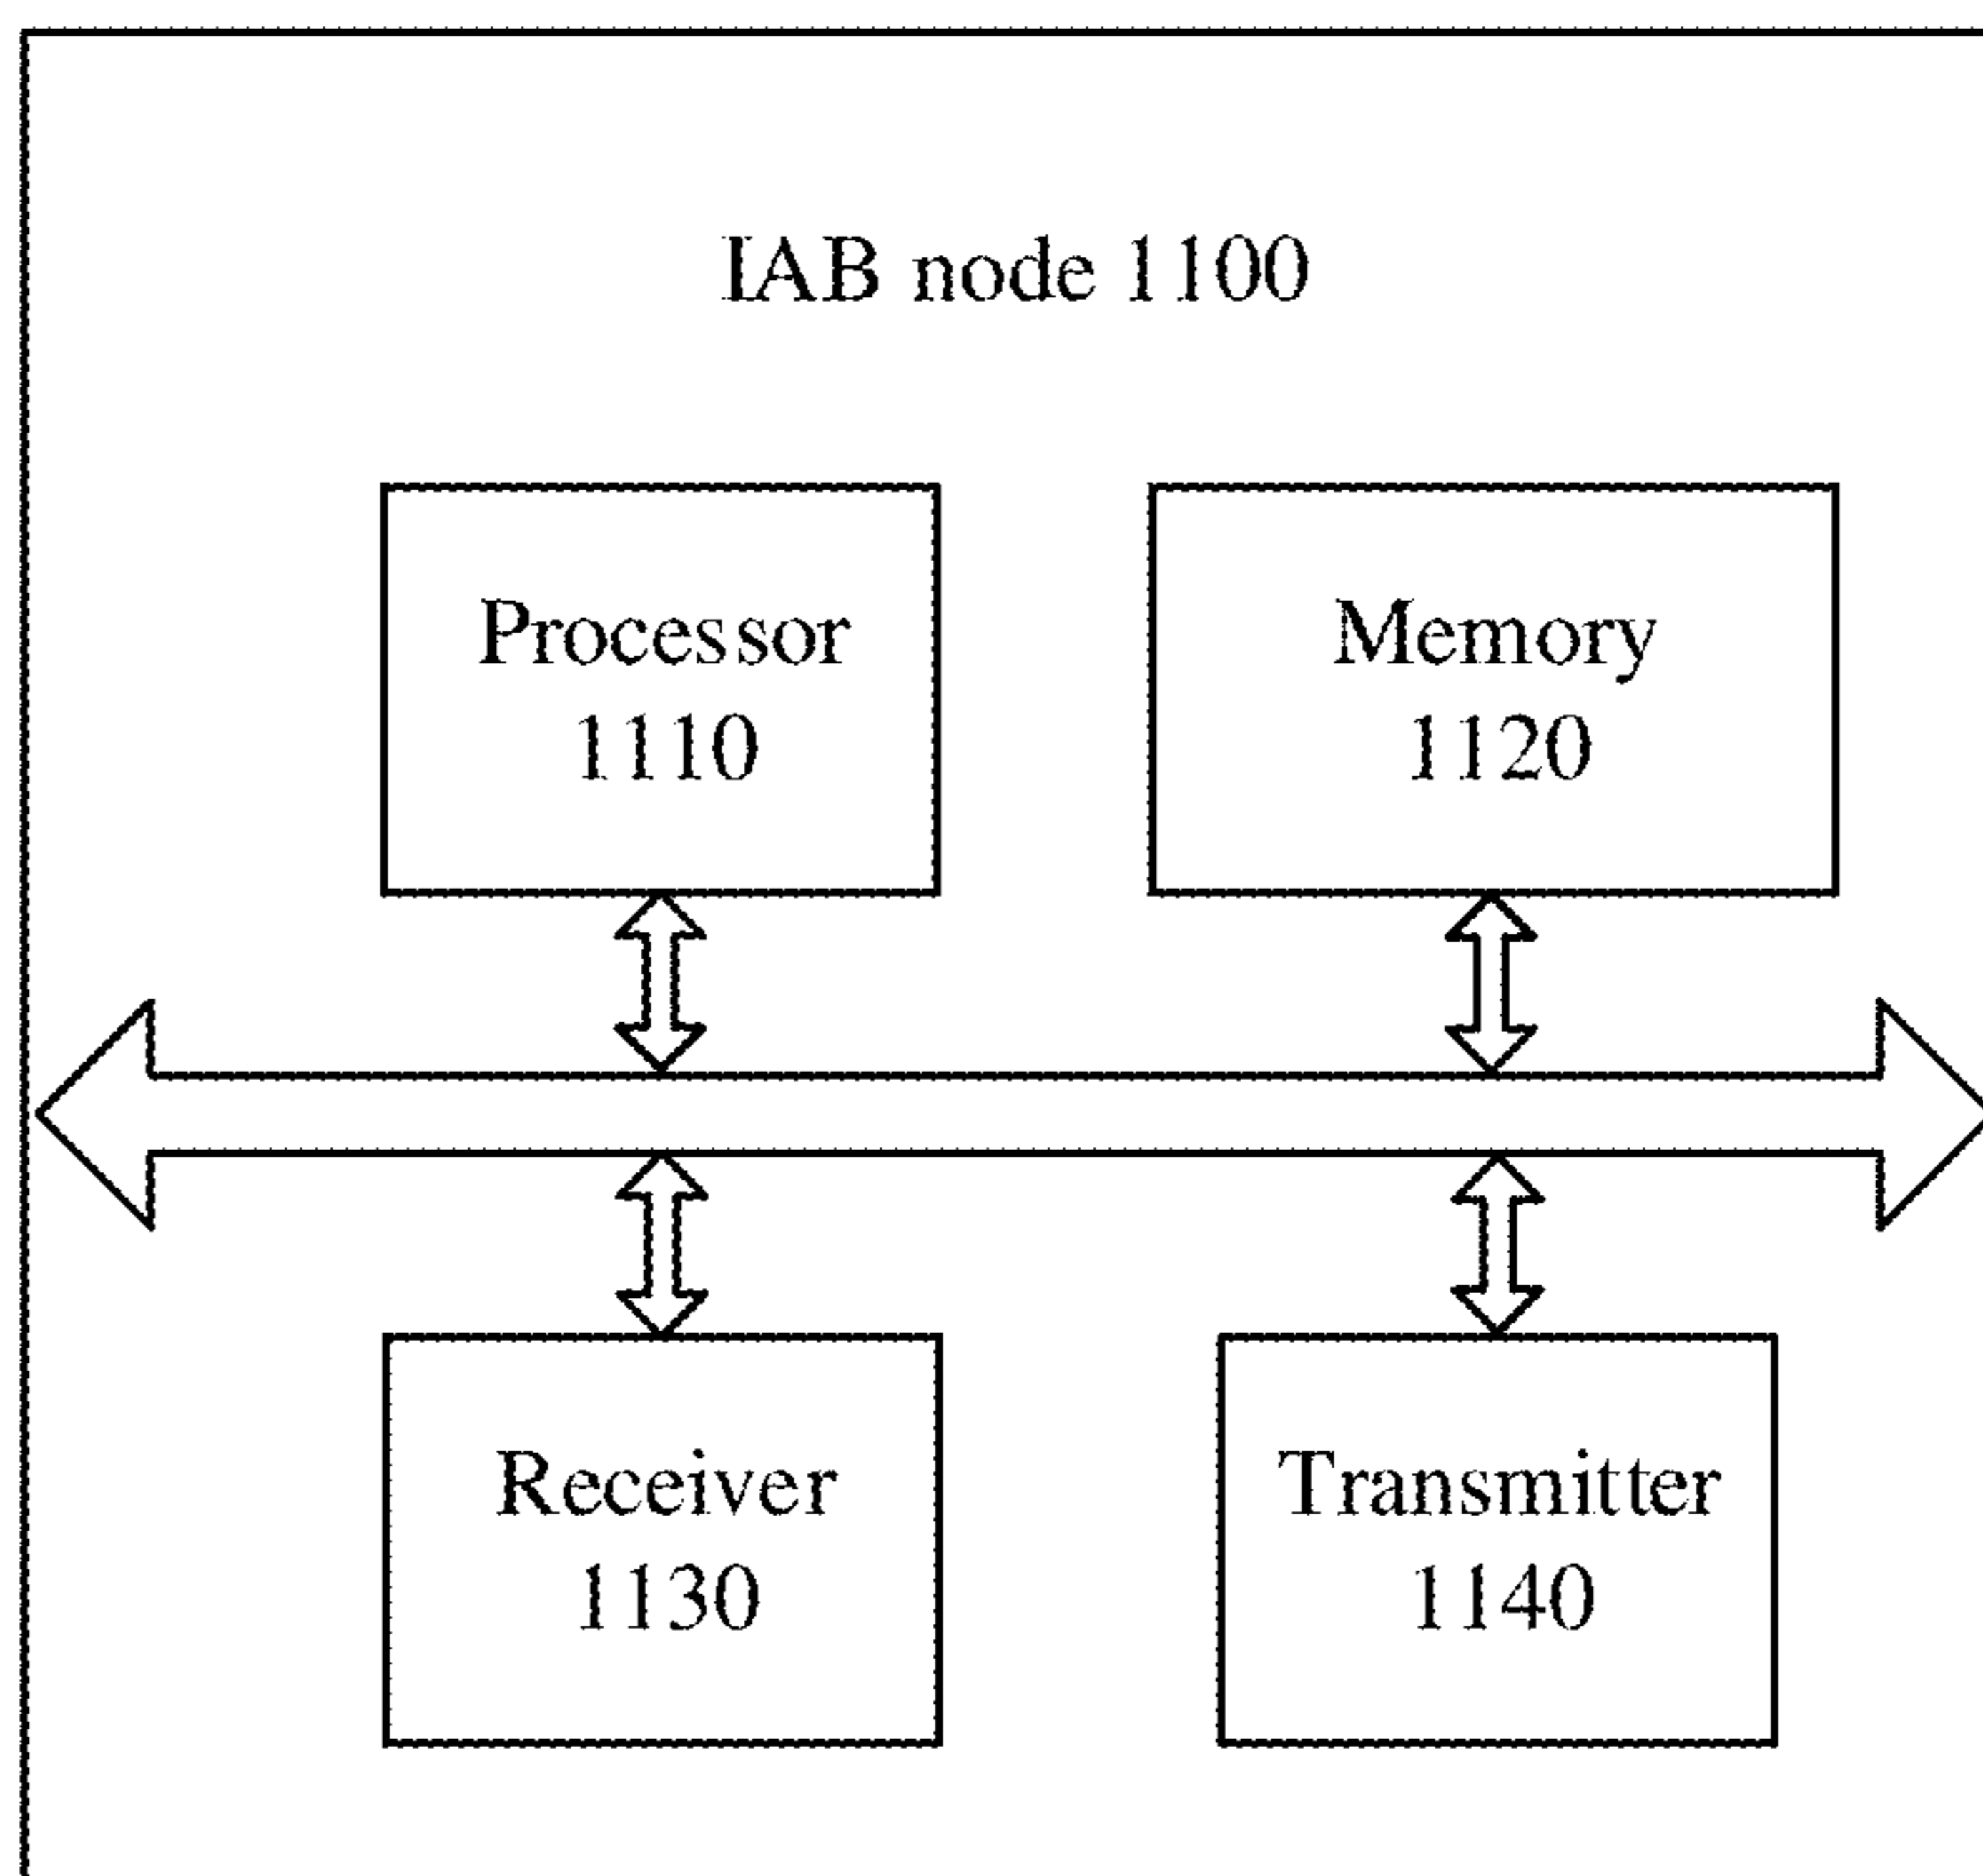 IAB node 1100
Processor
1110
Memory
1120
Receiver
1130
Transmitter
1140